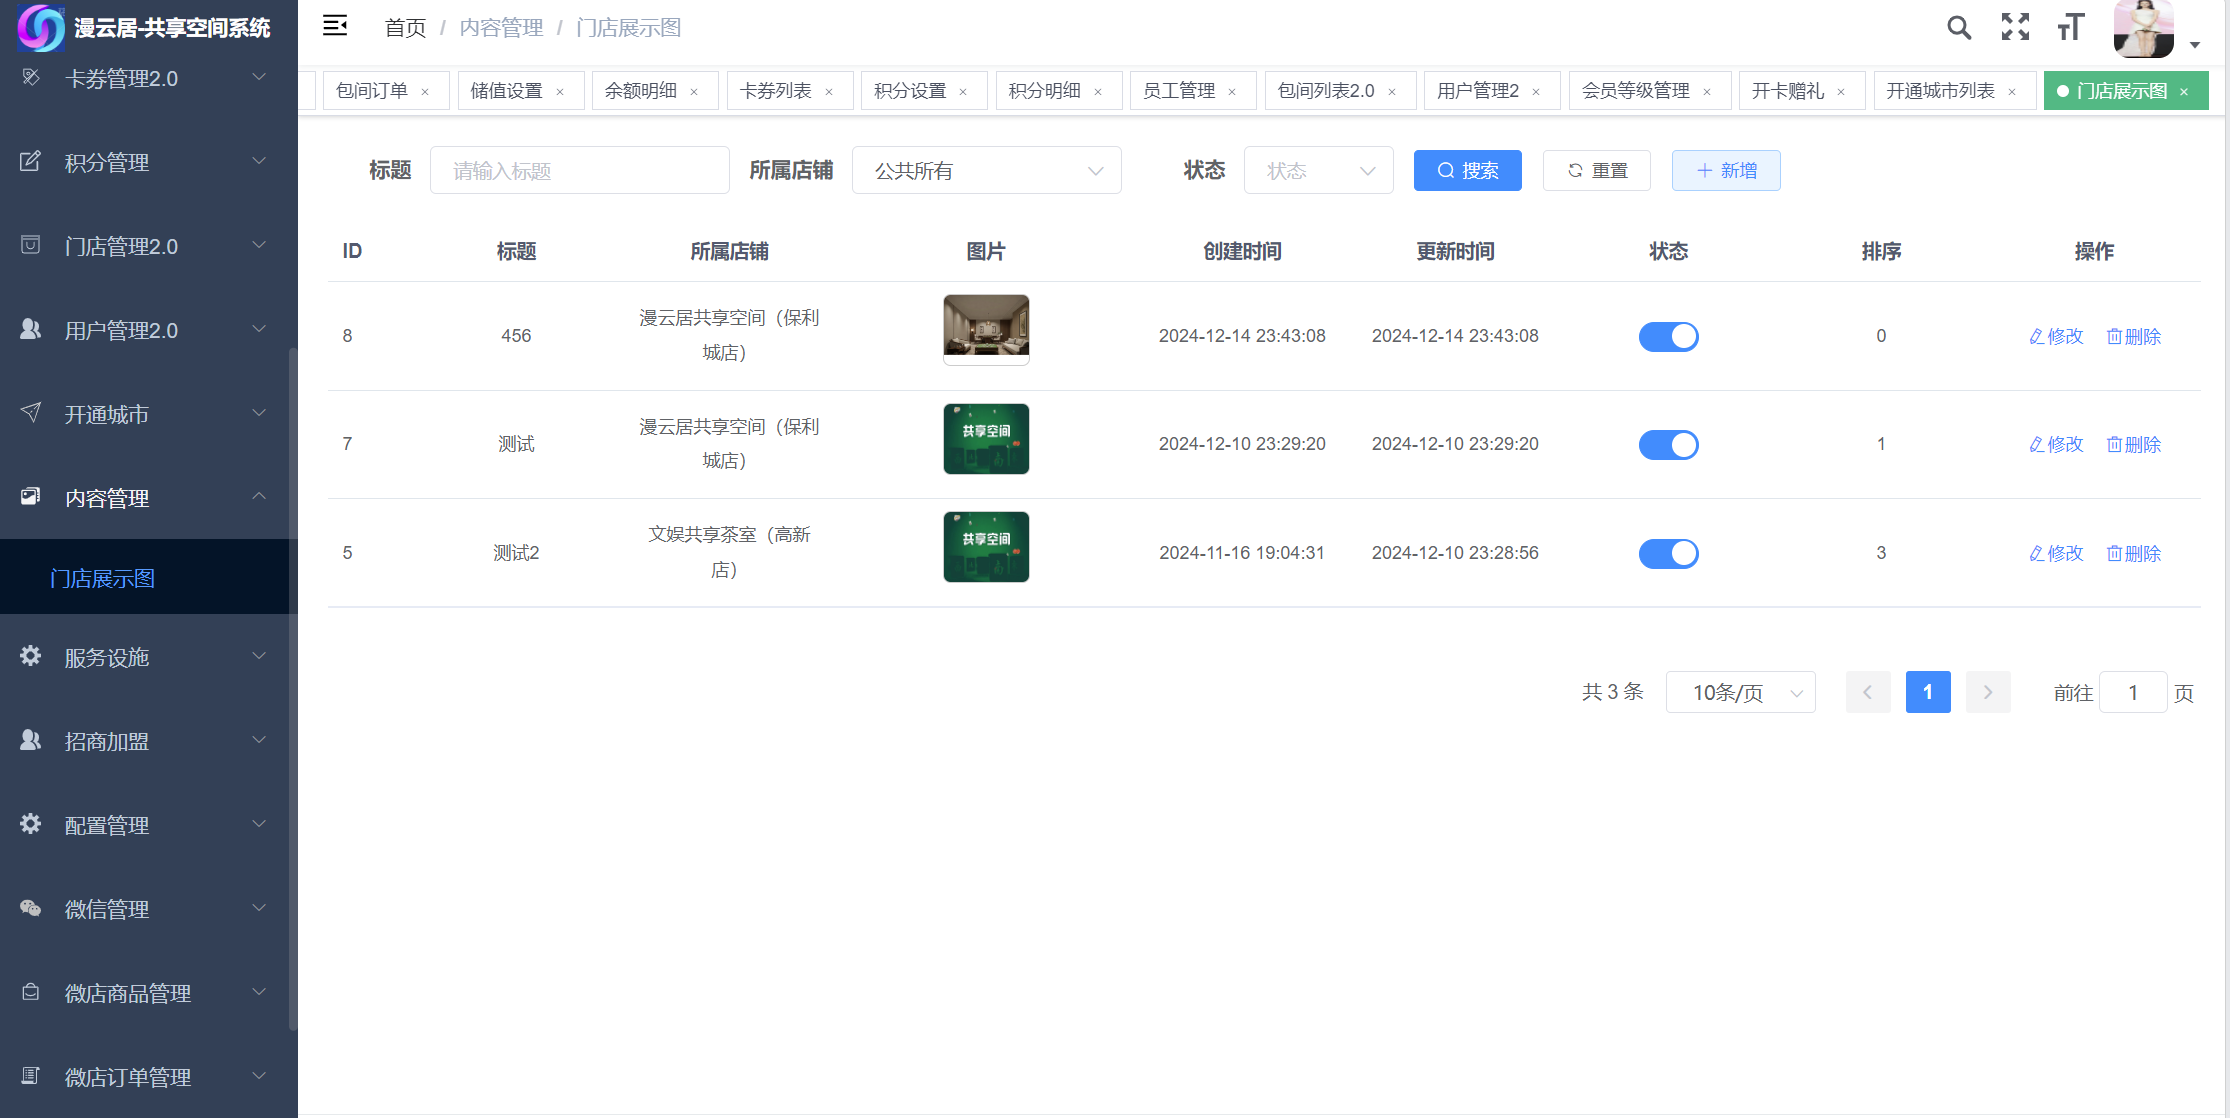 漫云居-共享空间系统
卡券管理2.0
积分管理
门店管理2.0
用户管理2.0
开通城市
内容管理
门店展示图
服务设施
招商加盟
配置管理
微信管理
微店商品管理
微店订单管理
首页 / 内容管理 / 门店展示图
包间订单 × 储值设置 × 余额明细 × 卡券列表 × 积分设置 × 积分明细 × 员工管理 × 包间列表2.0 × 用户管理2 × 会员等级管理 × 开卡赠礼 × 开通城市列表 × 门店展示图 ×
标题 请输入标题 所属店铺 公共所有 状态 状态 搜索 重置 新增
ID 标题 所属店铺 图片 创建时间 更新时间 状态 排序 操作
8 456 漫云居共享空间（保利城店） 2024-12-14 23:43:08 2024-12-14 23:43:08 0 修改 删除
7 测试 漫云居共享空间（保利城店） 共享空间 2024-12-10 23:29:20 2024-12-10 23:29:20 1 修改 删除
5 测试2 文娱共享茶室（高新店） 共享空间 2024-11-16 19:04:31 2024-12-10 23:28:56 3 修改 删除
共 3 条 10条/页 1 前往 1 页